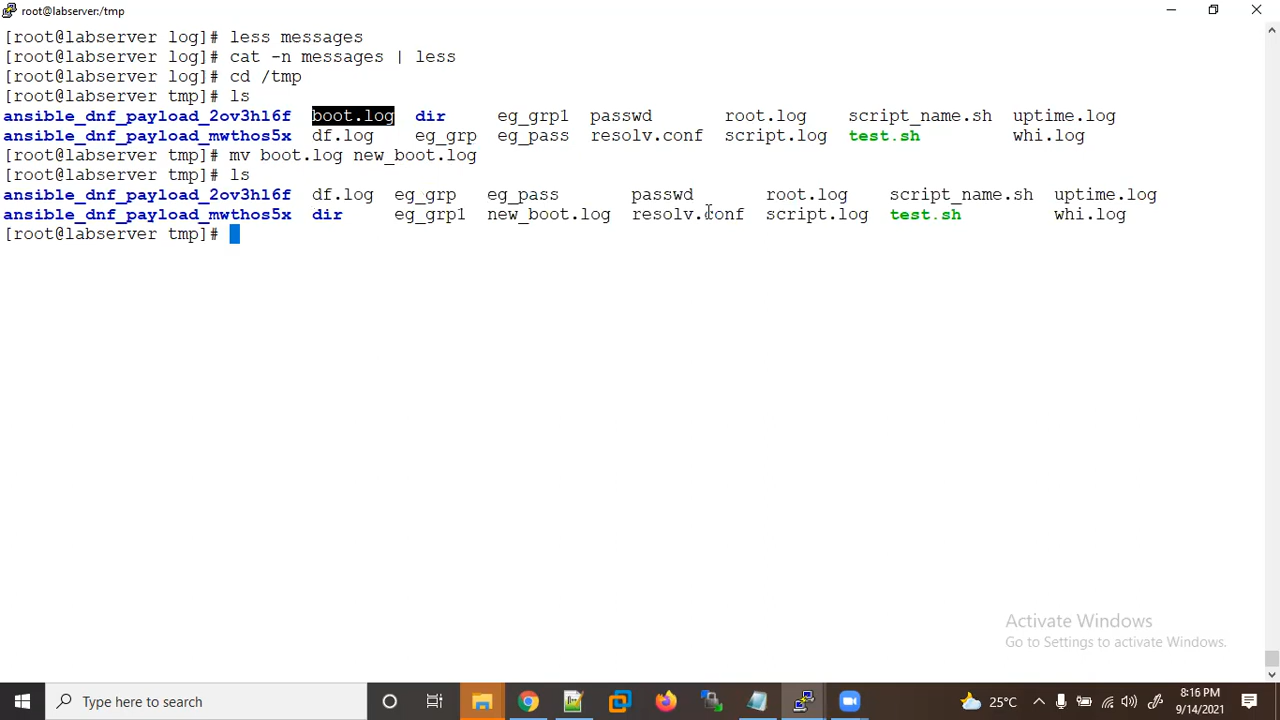 root@labserver:/tmp
[root@labserver log]# less messages
[root@labserver log]# cat -n messages | less
[root@labserver log]# cd /tmp
[root@labserver tmp]# ls
ansible_dnf_payload_2ov3hl6f boot.log dir eg_grp1 passwd root.log script_name.sh uptime.log
ansible_dnf_payload_mwthos5x df.log eg_grp eg_pass resolv.conf script.log test.sh whi.log
[root@labserver tmp]# mv boot.log new_boot.log
[root@labserver tmp]# ls
ansible_dnf_payload_2ov3hl6f df.log eg_grp eg_pass passwd root.log script_name.sh uptime.log
ansible_dnf_payload_mwthos5x dir eg_grp1 new_boot.log resolv.conf script.log test.sh whi.log
[root@labserver tmp]#
Activate Windows
Go to Settings to activate Windows.
Type here to search
25°C
8:16 PM
9/14/2021